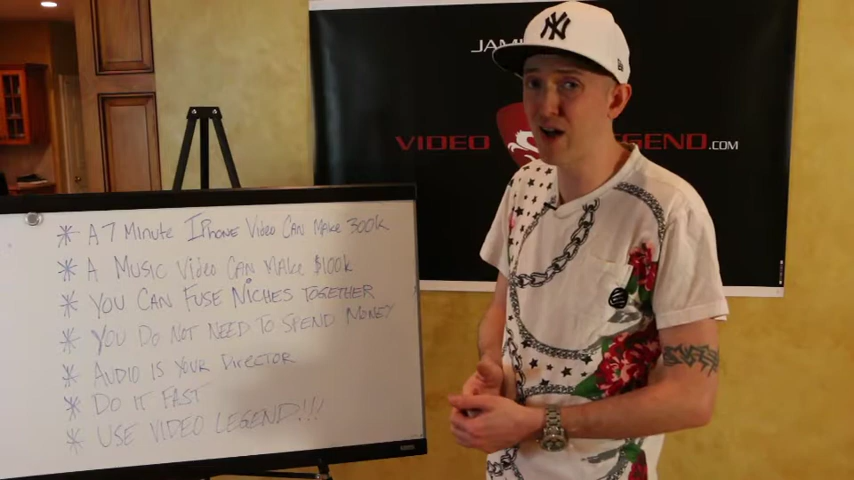 JAMI
VIDEO LEGEND.COM
NY
* A 7 MINUTE IPHONE VIDEO CAN MAKE 300K
* A MUSIC VIDEO CAN MAKE $100K
* YOU CAN FUSE NICHES TOGETHER
* YOU DO NOT NEED TO SPEND MONEY
* AUDIO IS YOUR DIRECTOR
* DO IT FAST
* USE VIDEO LEGEND!!!